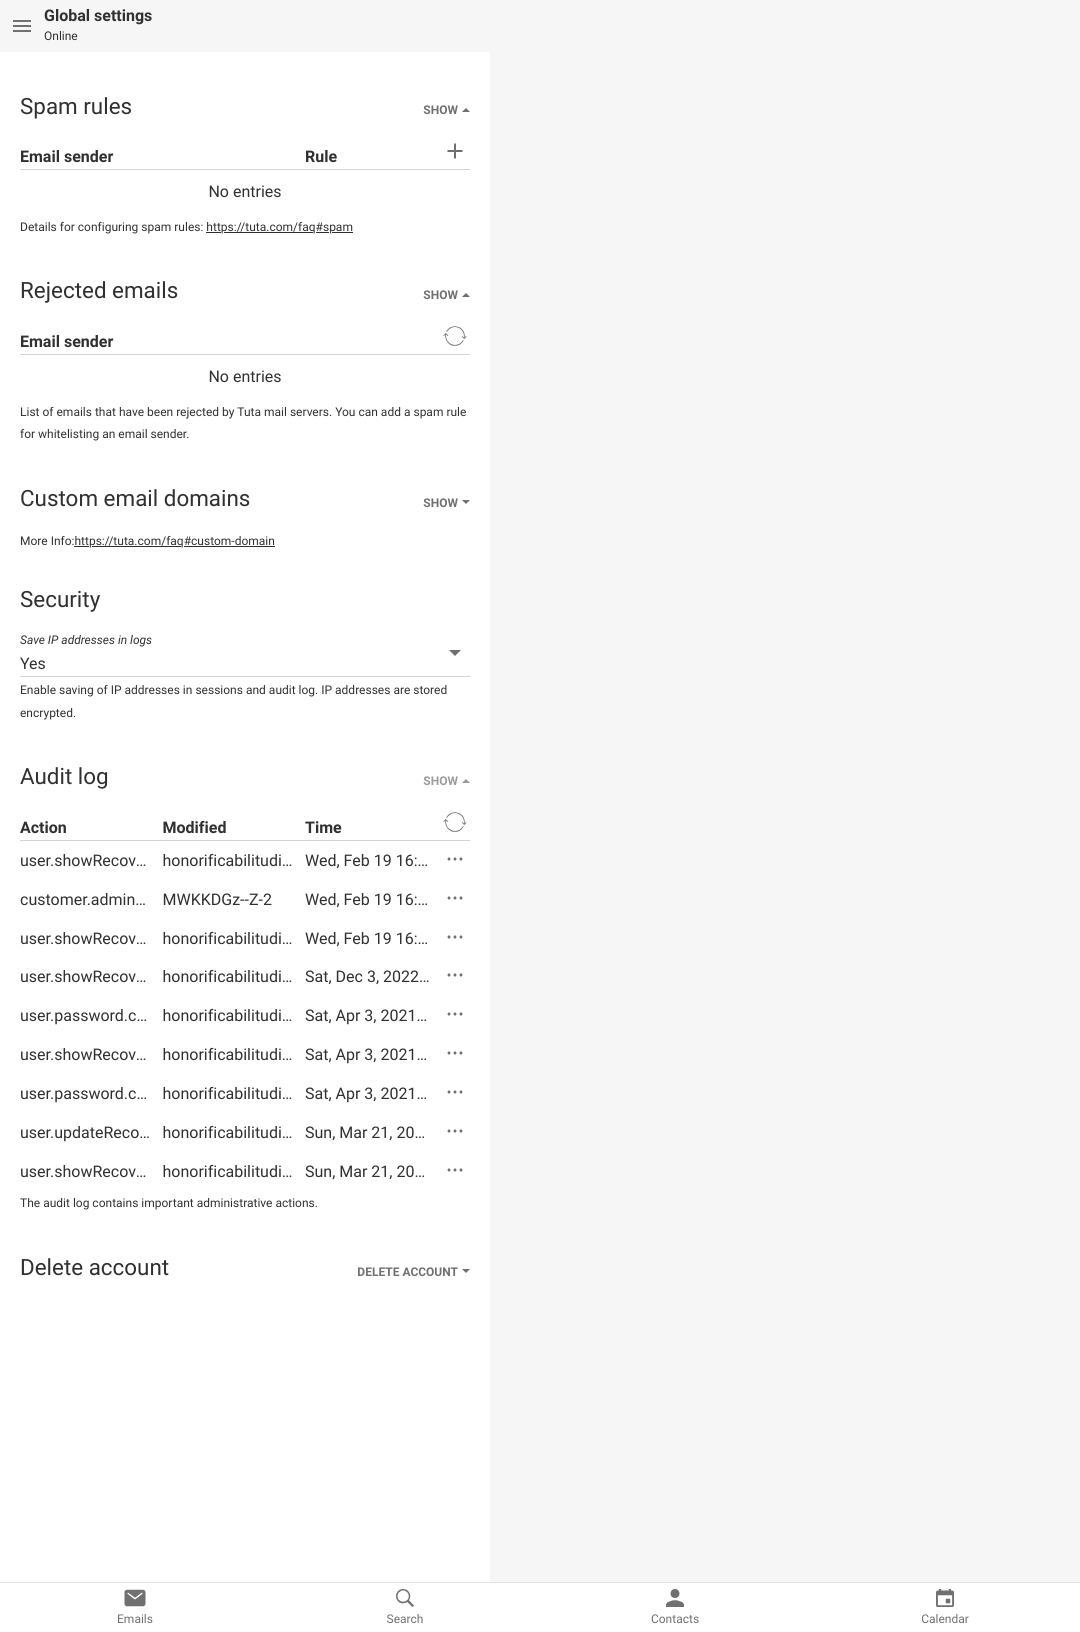 Global settings
Online
Spam rules
SHOW
Email sender Rule
No entries
Details for configuring spam rules: https://tuta.com/faq#spam
Rejected emails
SHOW
Email sender
No entries
List of emails that have been rejected by Tuta mail servers. You can add a spam rule
for whitelisting an email sender.
Custom email domains
SHOW
More Info:https://tuta.com/faq#custom-domain
Security
Save IP addresses in logs
Yes
Enable saving of IP addresses in sessions and audit log. IP addresses are stored
encrypted.
Audit log
SHOW
Action Modified Time
user.showRecov... honorificabilitudi... Wed, Feb 19 16:...
customer.admin... MWKKDGz--Z-2 Wed, Feb 19 16:...
user.showRecov... honorificabilitudi... Wed, Feb 19 16:...
user.showRecov... honorificabilitudi... Sat, Dec 3, 2022...
user.password.c... honorificabilitudi... Sat, Apr 3, 2021...
user.showRecov... honorificabilitudi... Sat, Apr 3, 2021...
user.password.c... honorificabilitudi... Sat, Apr 3, 2021...
user.updateReco... honorificabilitudi... Sun, Mar 21, 20...
user.showRecov... honorificabilitudi... Sun, Mar 21, 20...
The audit log contains important administrative actions.
Delete account
DELETE ACCOUNT
Emails Search Contacts Calendar